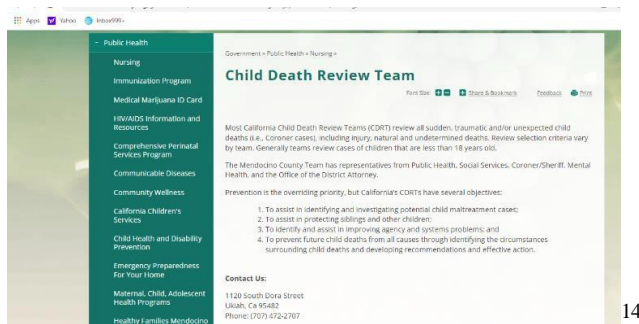 Apps Yahoo Inbox999+
- Public Health
Nursing
Immunization Program
Medical Marijuana ID Card
HIV/AIDS Information and
Resources
Comprehensive Perinatal
Services Program
Communicable Diseases
Community Wellness
California Children's
Services
Child Health and Disability
Prevention
Emergency Preparedness
For Your Home
Maternal, Child, Adolescent
Health Programs
Healthy Families Mendocino
Government » Public Health » Nursing »
Child Death Review Team
Font Size: + - + Share & Bookmark Feedback Print
Most California Child Death Review Teams (CDRT) review all sudden, traumatic and/or unexpected child
deaths (i.e., Coroner cases), including injury, natural and undetermined deaths. Review selection criteria vary
by team. Generally teams review cases of children that are less than 18 years old.
The Mendocino County Team has representatives from Public Health, Social Services, Coroner/Sheriff, Mental
Health, and the Office of the District Attorney.
Prevention is the overriding priority, but California's CDRTs have several objectives:
1. To assist in identifying and investigating potential child maltreatment cases;
2. To assist in protecting siblings and other children;
3. To identify and assist in improving agency and systems problems; and
4. To prevent future child deaths from all causes through identifying the circumstances
surrounding child deaths and developing recommendations and effective action.
Contact Us:
1120 South Dora Street
Ukiah, Ca 95482
Phone: (707) 472-2707
14